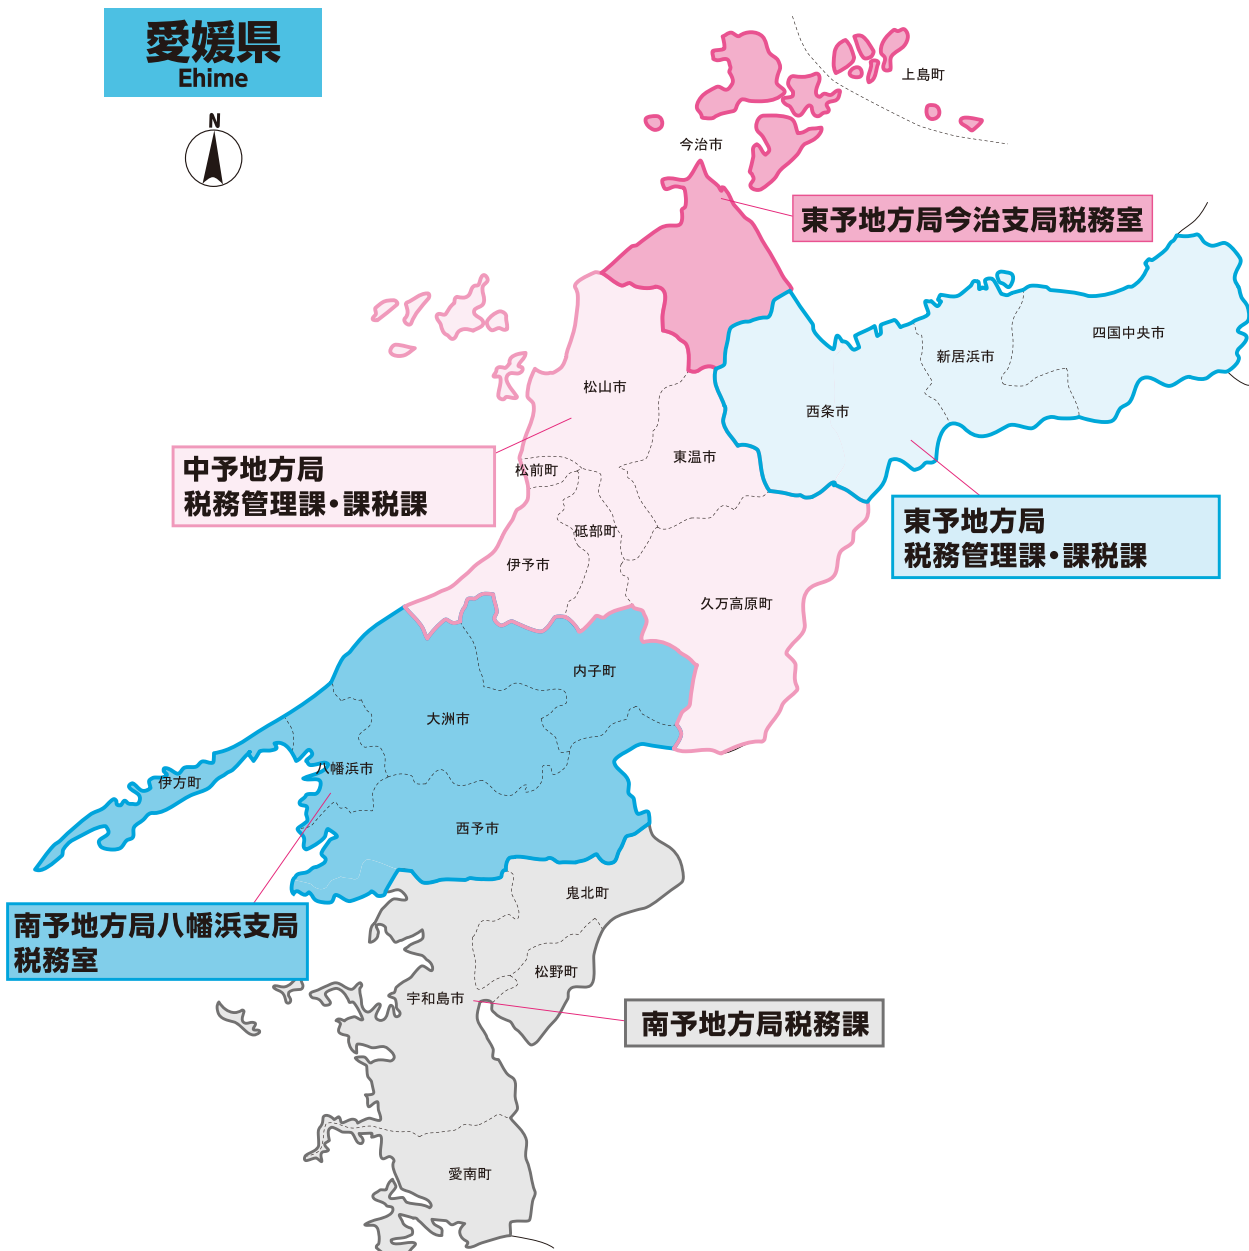 愛媛県
Ehime
N
上島町
今治市
東予地方局今治支局税務室
四国中央市
新居浜市
西条市
松山市
東温市
中予地方局
税務管理課・課税課
松前町
砥部町
伊予市
久万高原町
東予地方局
税務管理課・課税課
内子町
大洲市
八幡浜市
伊方町
西予市
鬼北町
南予地方局八幡浜支局
税務室
松野町
宇和島市
南予地方局税務課
愛南町